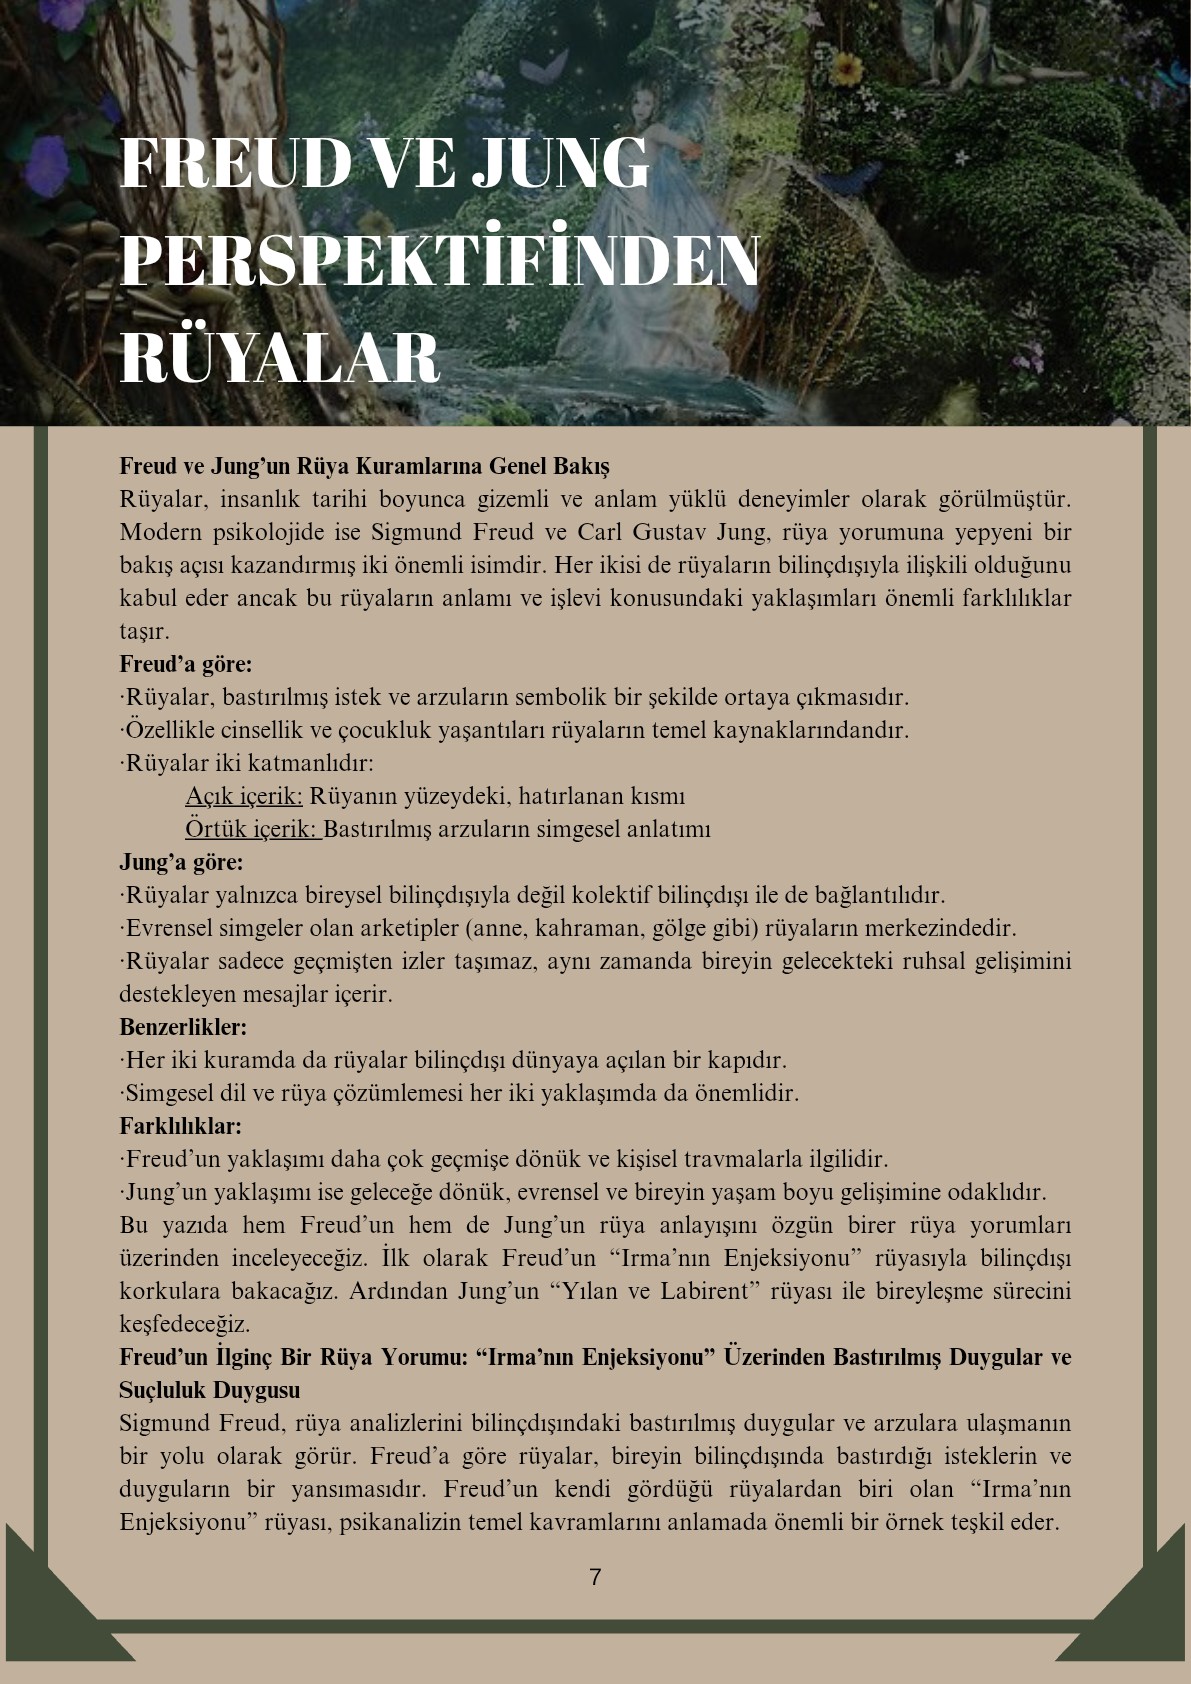 FREUD VE JUNG
PERSPEKTİFİNDEN
RÜYALAR
Freud ve Jung’un Rüya Kuramlarına Genel Bakış
Rüyalar, insanlık tarihi boyunca gizemli ve anlam yüklü deneyimler olarak görülmüştür.
Modern psikolojide ise Sigmund Freud ve Carl Gustav Jung, rüya yorumuna yepyeni bir
bakış açısı kazandırmış iki önemli isimdir. Her ikisi de rüyaların bilinçdışıyla ilişkili olduğunu
kabul eder ancak bu rüyaların anlamı ve işlevi konusundaki yaklaşımları önemli farklılıklar
taşır.
Freud’a göre:
·Rüyalar, bastırılmış istek ve arzuların sembolik bir şekilde ortaya çıkmasıdır.
·Özellikle cinsellik ve çocukluk yaşantıları rüyaların temel kaynaklarındandır.
·Rüyalar iki katmanlıdır:
Açık içerik: Rüyanın yüzeydeki, hatırlanan kısmı
Örtük içerik: Bastırılmış arzuların simgesel anlatımı
Jung’a göre:
·Rüyalar yalnızca bireysel bilinçdışıyla değil kolektif bilinçdışı ile de bağlantılıdır.
·Evrensel simgeler olan arketipler (anne, kahraman, gölge gibi) rüyaların merkezindedir.
·Rüyalar sadece geçmişten izler taşımaz, aynı zamanda bireyin gelecekteki ruhsal gelişimini
destekleyen mesajlar içerir.
Benzerlikler:
·Her iki kuramda da rüyalar bilinçdışı dünyaya açılan bir kapıdır.
·Simgesel dil ve rüya çözümlemesi her iki yaklaşımda da önemlidir.
Farklılıklar:
·Freud’un yaklaşımı daha çok geçmişe dönük ve kişisel travmalarla ilgilidir.
·Jung’un yaklaşımı ise geleceğe dönük, evrensel ve bireyin yaşam boyu gelişimine odaklıdır.
Bu yazıda hem Freud’un hem de Jung’un rüya anlayışını özgün birer rüya yorumları
üzerinden inceleyeceğiz. İlk olarak Freud’un “Irma’nın Enjeksiyonu” rüyasıyla bilinçdışı
korkulara bakacağız. Ardından Jung’un “Yılan ve Labirent” rüyası ile bireyleşme sürecini
keşfedeceğiz.
Freud’un İlginç Bir Rüya Yorumu: “Irma’nın Enjeksiyonu” Üzerinden Bastırılmış Duygular ve
Suçluluk Duygusu
Sigmund Freud, rüya analizlerini bilinçdışındaki bastırılmış duygular ve arzulara ulaşmanın
bir yolu olarak görür. Freud’a göre rüyalar, bireyin bilinçdışında bastırdığı isteklerin ve
duyguların bir yansımasıdır. Freud’un kendi gördüğü rüyalardan biri olan “Irma’nın
Enjeksiyonu” rüyası, psikanalizin temel kavramlarını anlamada önemli bir örnek teşkil eder.
7